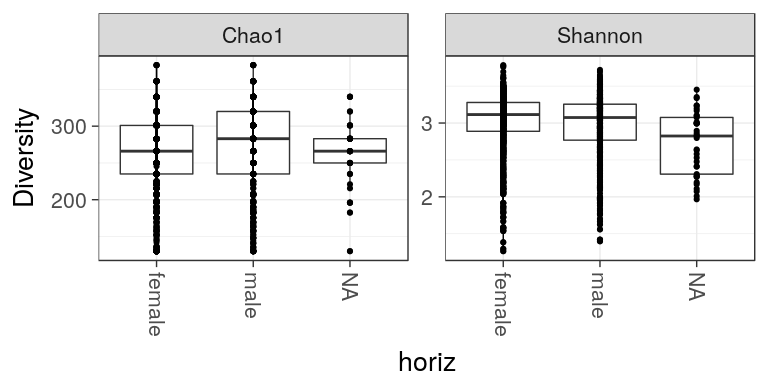 Chao1
Shannon
Diversity
300
200
3
2
female
male
NA
female
male
NA
horiz